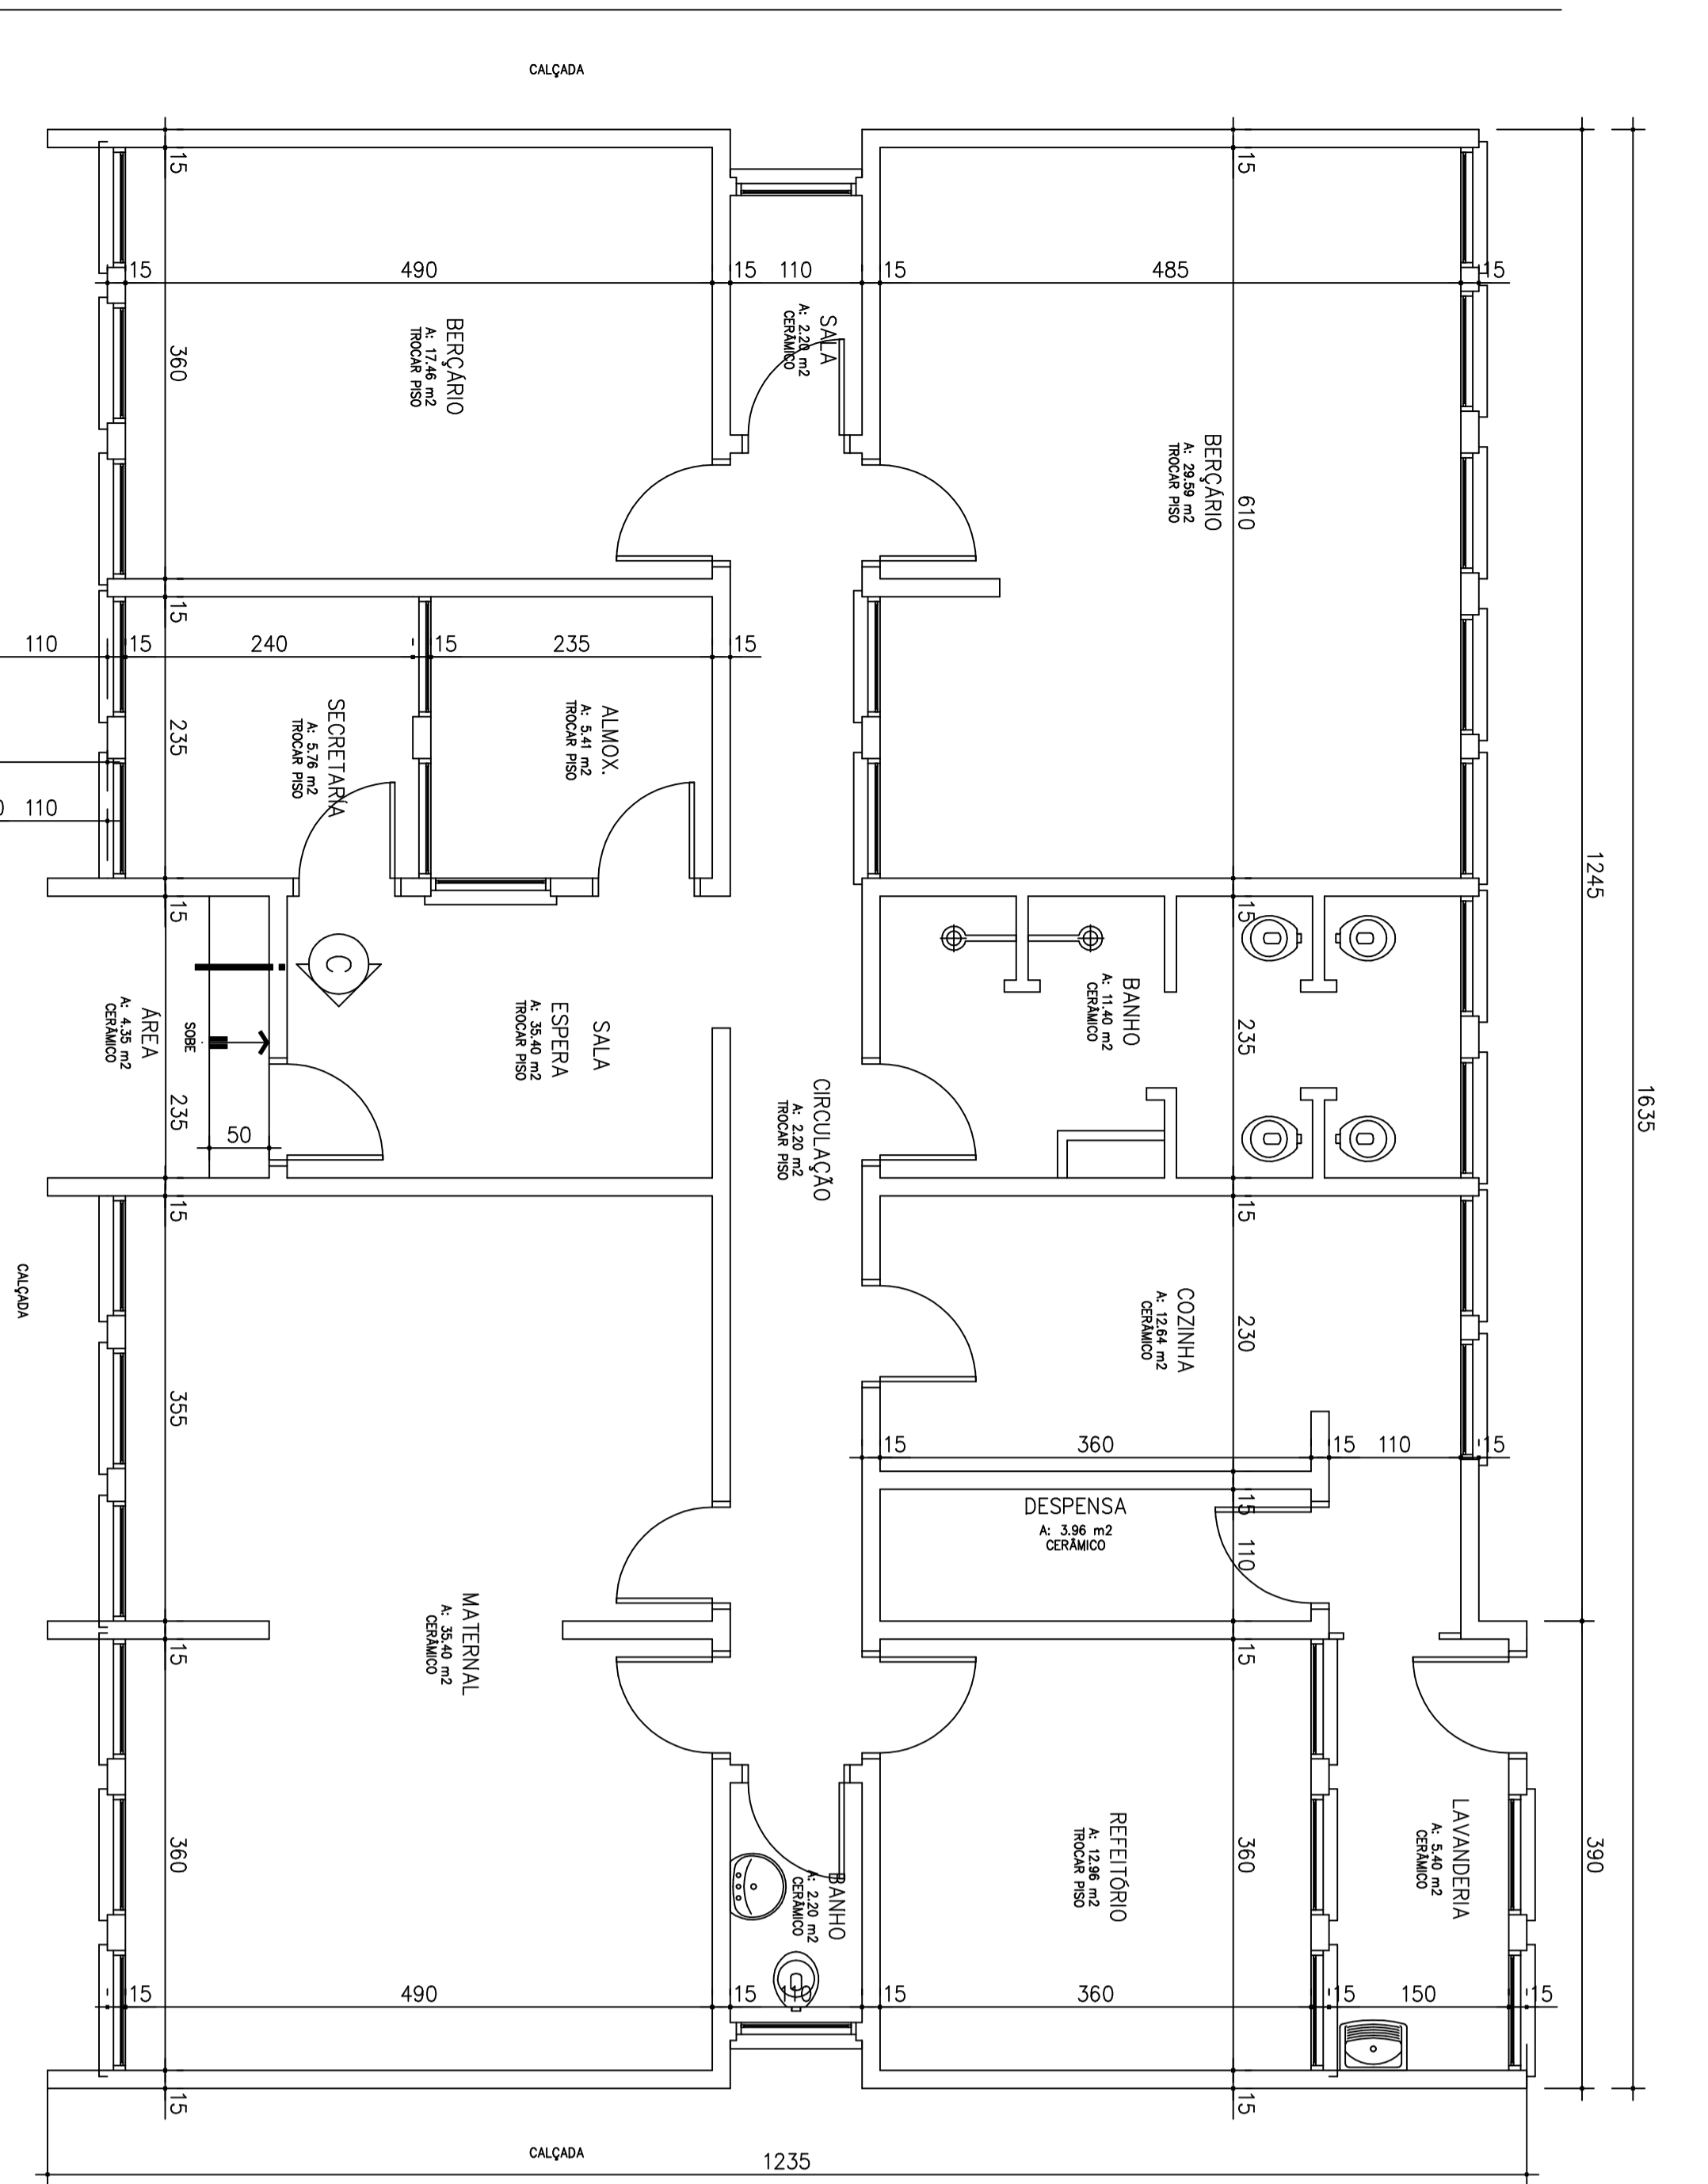 CALÇADA
1635
1245
390
15
15
15
490
15
110
15
485
15
360
610
BERÇÁRIO
A: 17.46 m2
TROCAR PISO
SALA
A: 2.20 m2
CERÂMICO
BERÇÁRIO
A: 29.59 m2
TROCAR PISO
15
110
15
240
15
235
15
235
110
SECRETARIA
A: 5.76 m2
TROCAR PISO
ALMOX.
A: 5.41 m2
TROCAR PISO
15
15
C
ÁREA
A: 4.35 m2
CERÂMICO
SOBE
SALA
ESPERA
A: 35.40 m2
TROCAR PISO
BANHO
A: 11.40 m2
CERÂMICO
235
235
50
CIRCULAÇÃO
A: 2.20 m2
TROCAR PISO
15
15
CALÇADA
COZINHA
A: 12.64 m2
CERÂMICO
230
355
15
360
15
110
15
15
DESPENSA
A: 3.96 m2
CERÂMICO
110
MATERNAL
A: 35.40 m2
CERÂMICO
15
15
360
360
REFEITÓRIO
A: 12.96 m2
TROCAR PISO
LAVANDERIA
A: 5.40 m2
CERÂMICO
BANHO
A: 2.20 m2
CERÂMICO
15
490
15
110
15
360
15
150
15
15
15
CALÇADA
1235